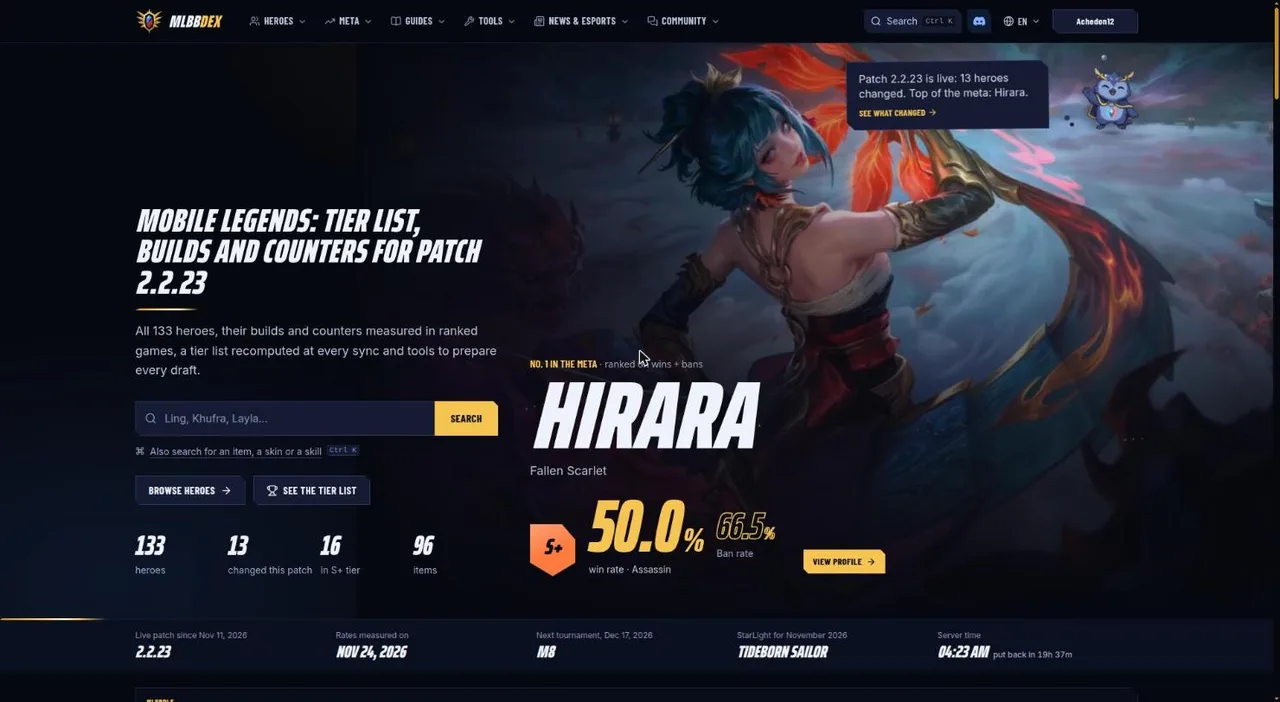 MLBBDEX
HEROES
META
GUIDES
TOOLS
NEWS & ESPORTS
COMMUNITY
Search Ctrl K
EN
Achedon12
Patch 2.2.23 is live: 13 heroes
changed. Top of the meta: Hirara.
SEE WHAT CHANGED →
MOBILE LEGENDS: TIER LIST,
BUILDS AND COUNTERS FOR PATCH
2.2.23
All 133 heroes, their builds and counters measured in ranked
games, a tier list recomputed at every sync and tools to prepare
every draft.
Ling, Khufra, Layla...
SEARCH
⌘ Also search for an item, a skin or a skill Ctrl K
BROWSE HEROES →
SEE THE TIER LIST
133
heroes
13
changed this patch
16
in S+ tier
96
items
NO. 1 IN THE META · ranked wins + bans
HIRARA
Fallen Scarlet
S+
50.0%
win rate · Assassin
66.5%
Ban rate
VIEW PROFILE →
Live patch since Nov 11, 2026
2.2.23
Rates measured on
NOV 24, 2026
Next tournament, Dec 17, 2026
M8
StarLight for November 2026
TIDEBORN SAILOR
Server time
04:23 AM put back in 19h 37m